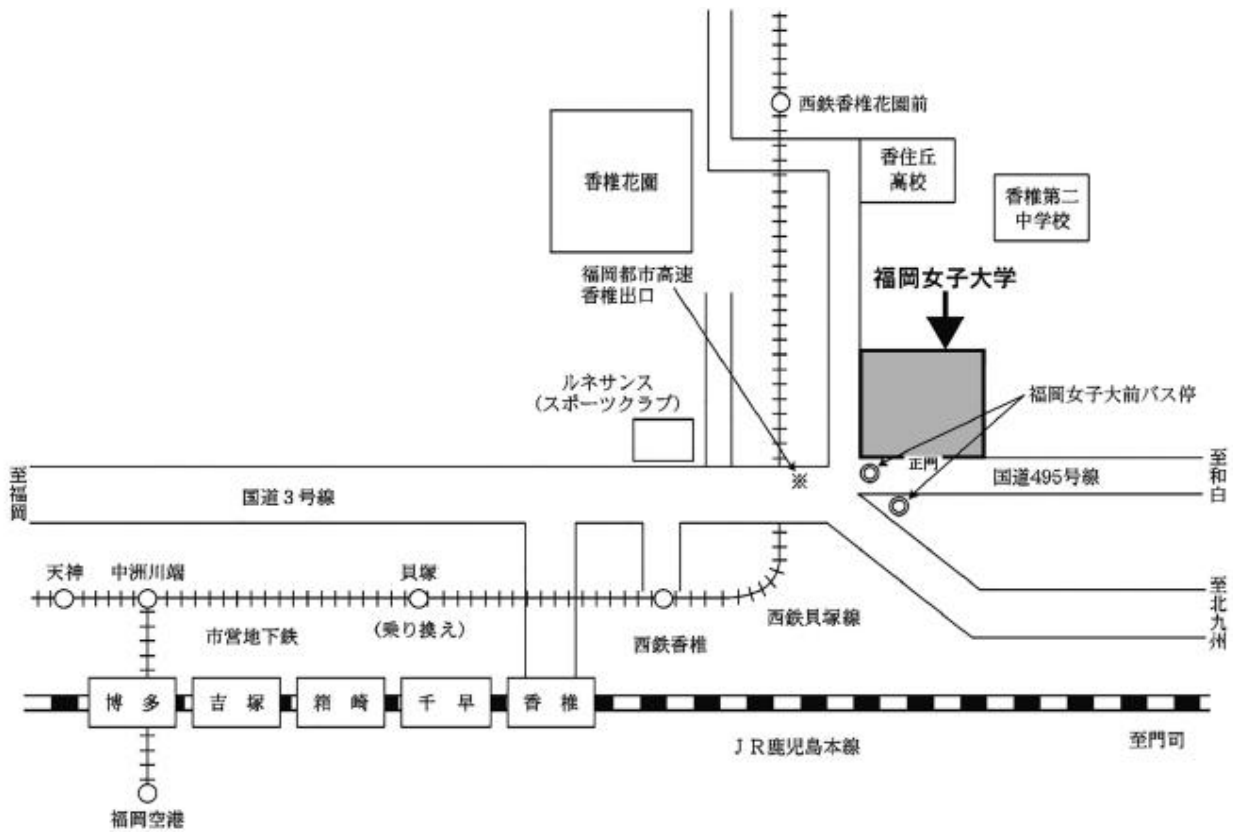 西鉄香椎花園前
香住丘
高校
香椎花園
香椎第二
中学校
福岡都市高速
香椎出口
福岡女子大学
ルネサンス
(スポーツクラブ)
福岡女子大前バス停
正門
※
至福岡
国道3号線
国道495号線
至和白
天神
中洲川端
貝塚
(乗り換え)
市営地下鉄
西鉄香椎
西鉄貝塚線
至北九州
博多
吉塚
箱崎
千早
香椎
JR鹿児島本線
至門司
福岡空港